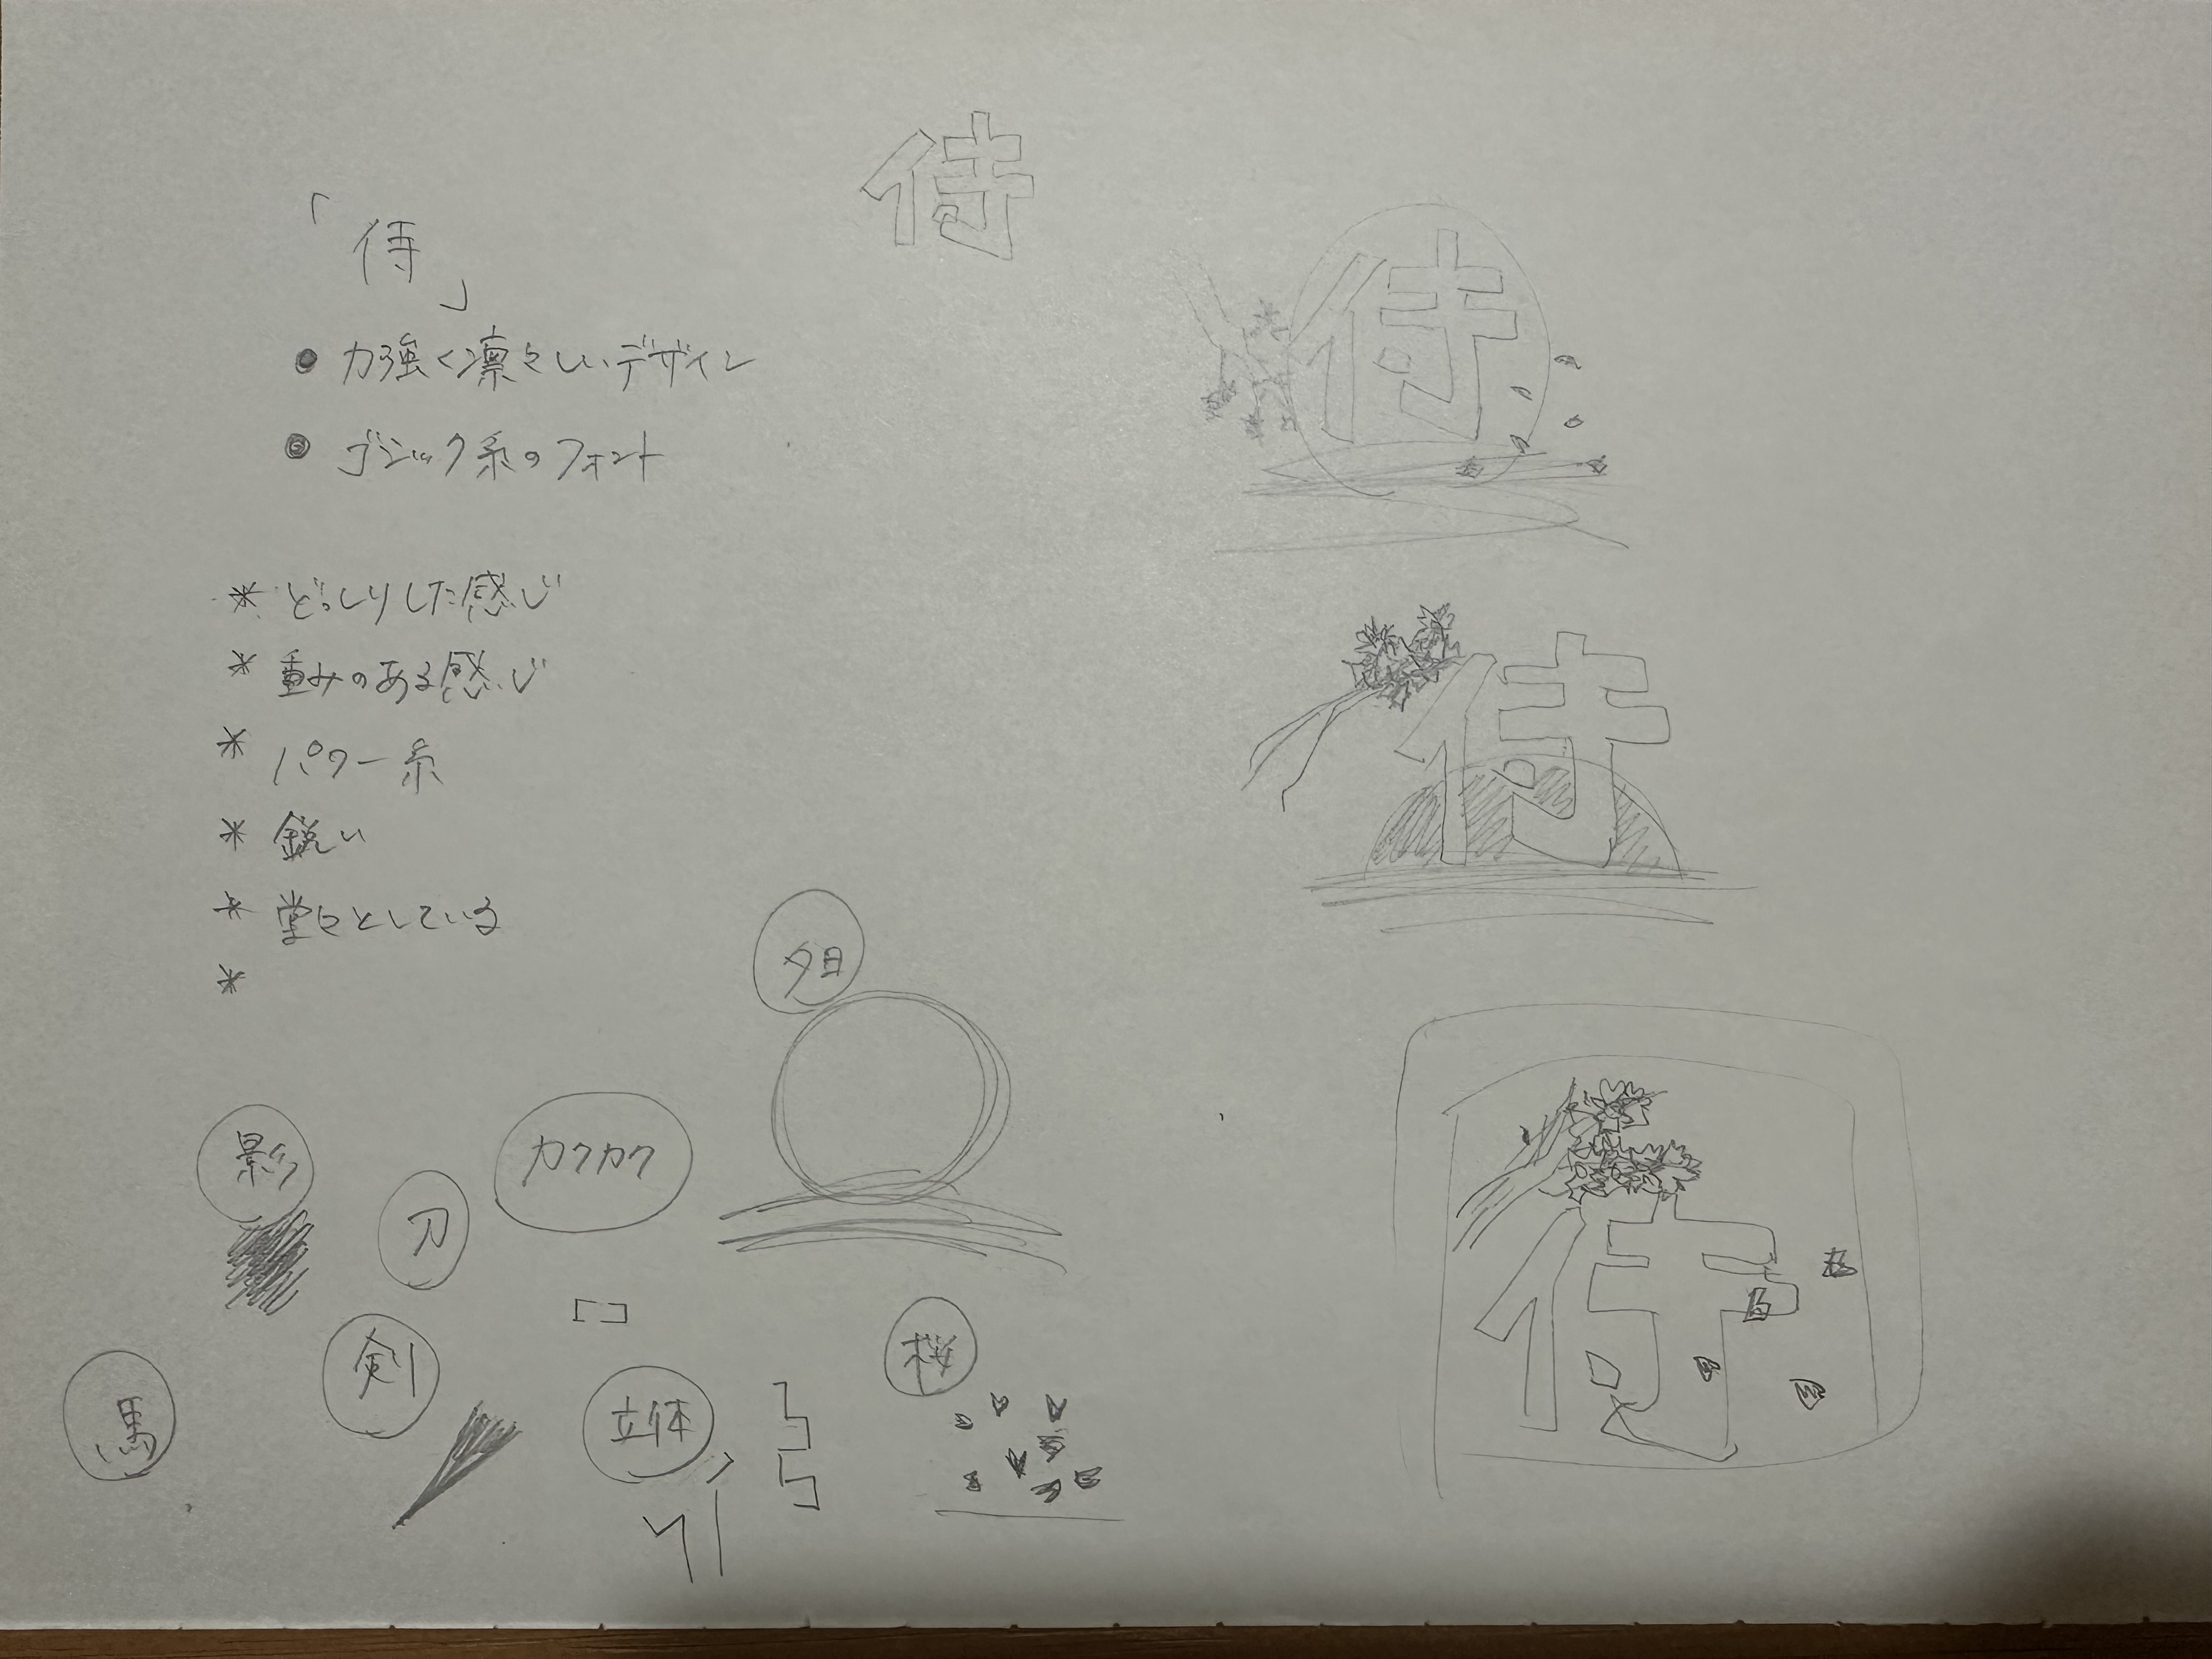 「侍」
● 力強く凛々しいデザイン
● ゴシック系のフォント
* どっしりした感じ
* 重みのある感じ
* パワー系
* 鋭い
* 堂々としている
*
侍
侍
侍
侍
夕日
影
刀
カクカク
馬
剣
立体
桜